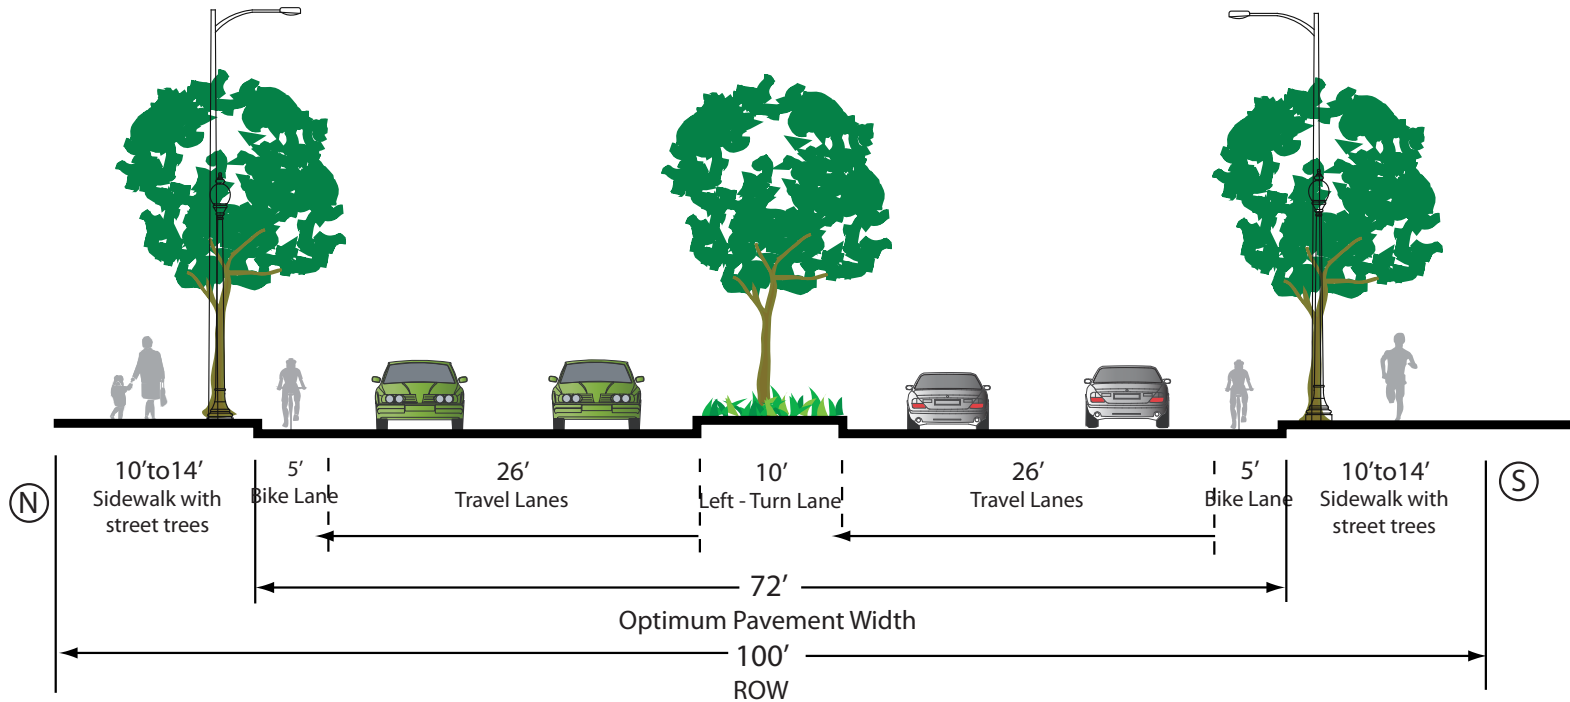 N
10'to14'
Sidewalk with
street trees
5'
Bike Lane
26'
Travel Lanes
10'
Left - Turn Lane
26'
Travel Lanes
5'
Bike Lane
10'to14'
Sidewalk with
street trees
S
72'
Optimum Pavement Width
100'
ROW